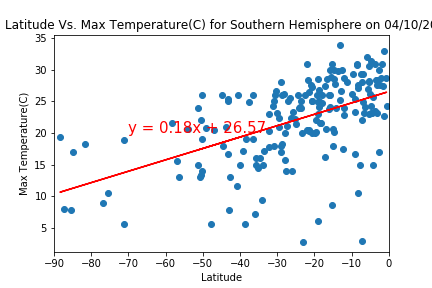 Latitude Vs. Max Temperature(C) for Southern Hemisphere on 04/10/20
35
30
25
20
15
10
5
Max Temperature(C)
y = 0.18x + 26.57
−90 −80 −70 −60 −50 −40 −30 −20 −10 0
Latitude